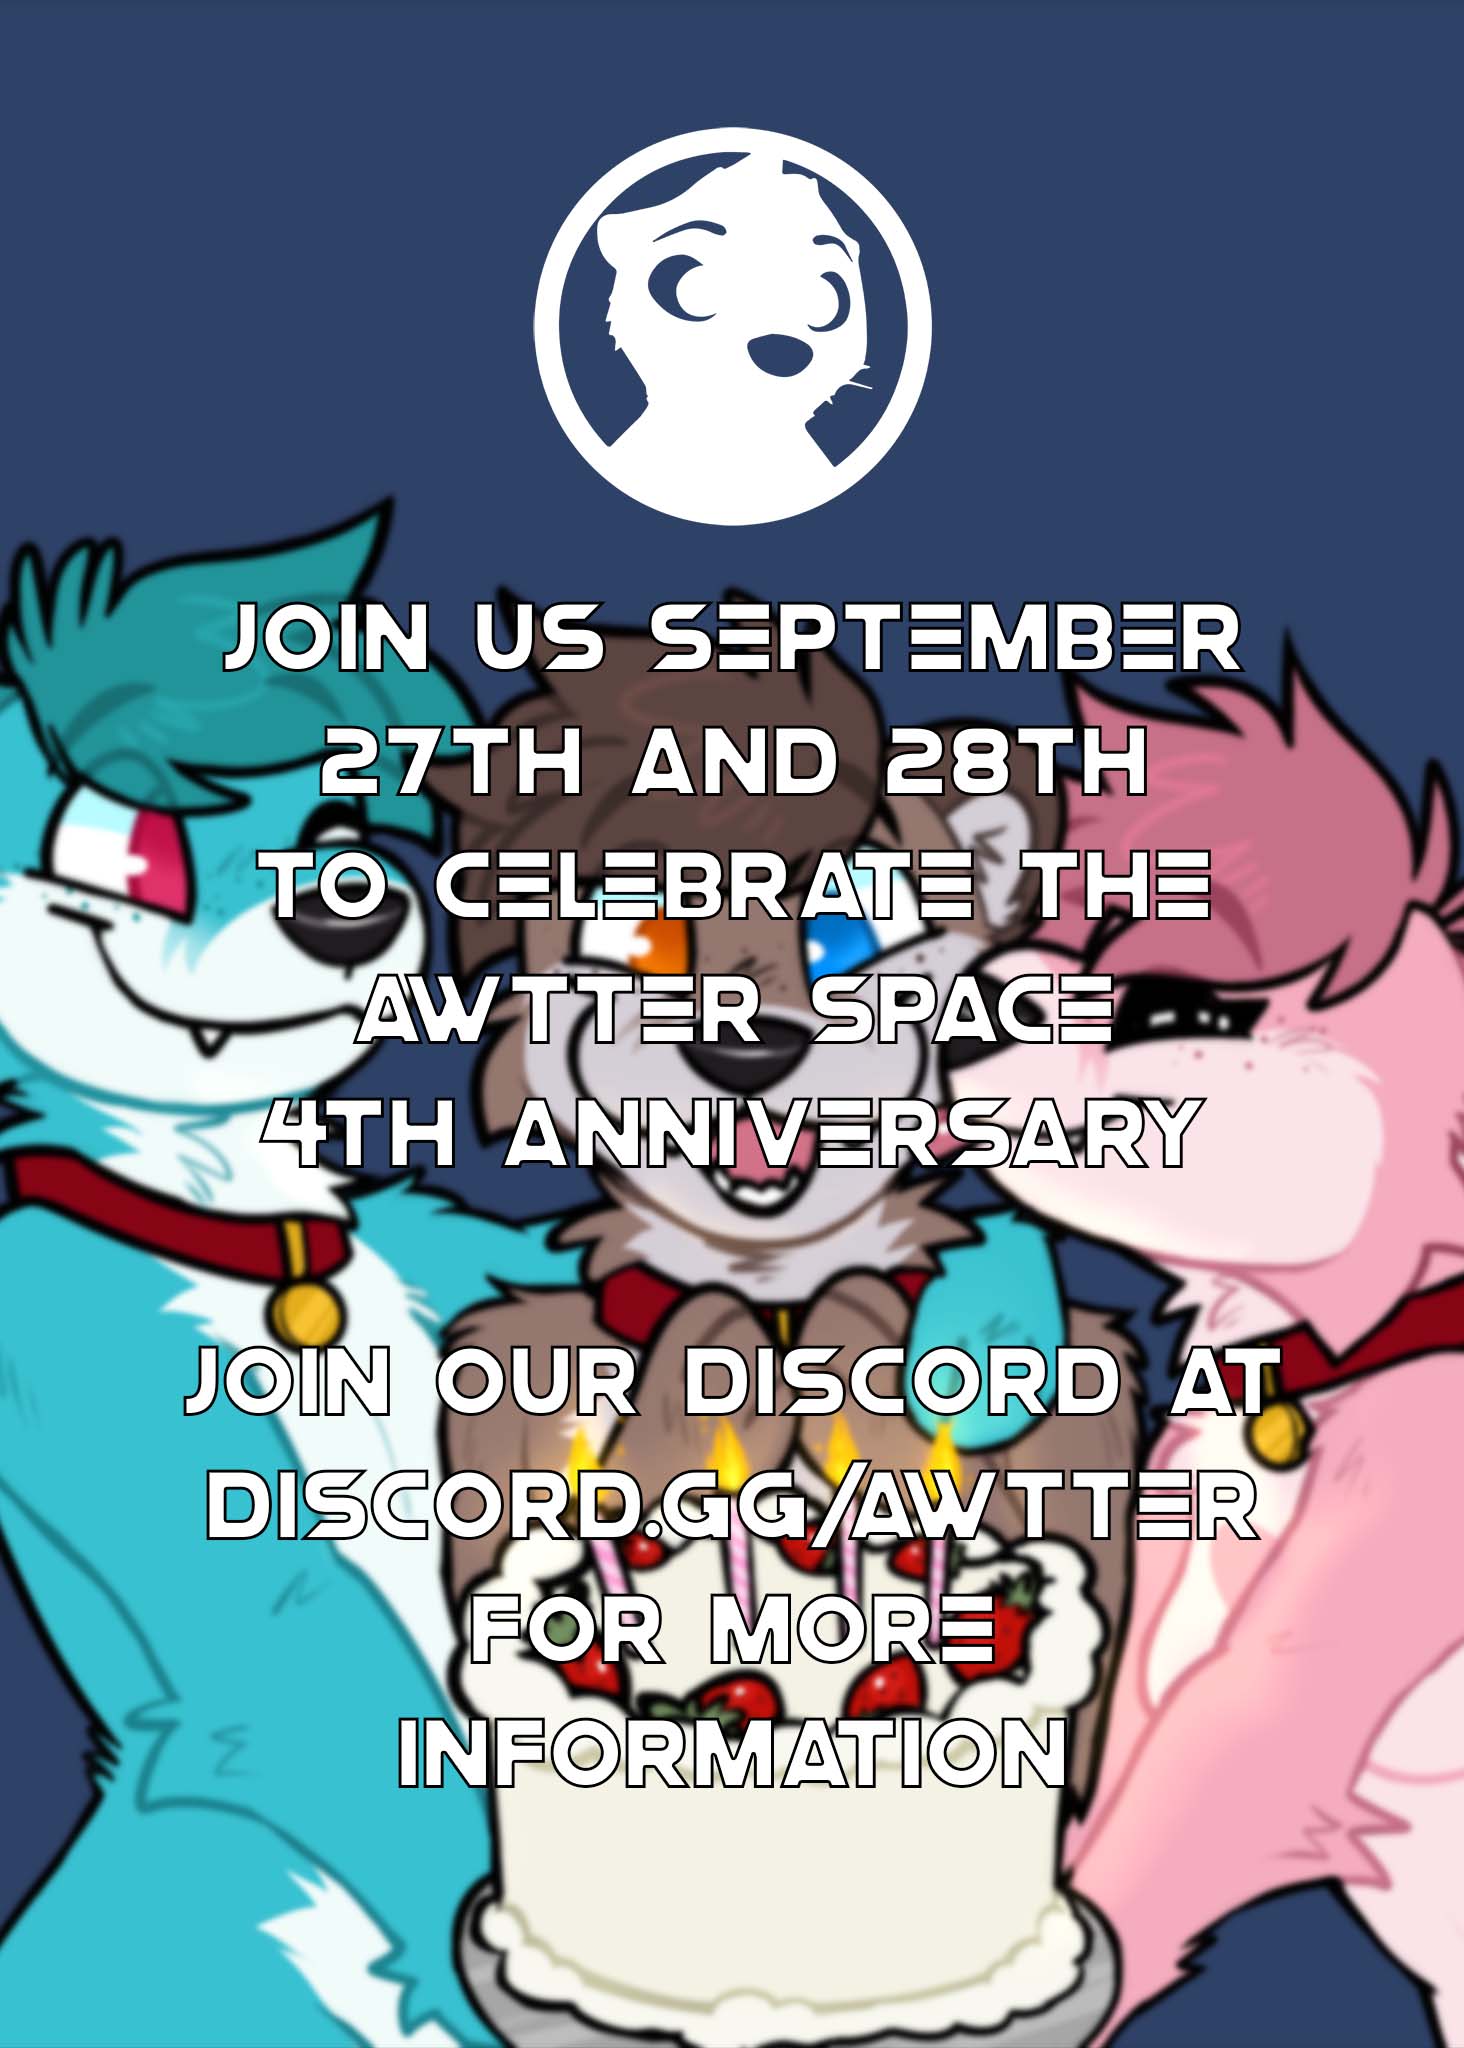 JOIN US SEPTEMBER
27TH AND 28TH
TO CELEBRATE THE
AWTTER SPACE
4TH ANNIVERSARY
JOIN OUR DISCORD AT
DISCORD.GG/AWTTER
FOR MORE
INFORMATION